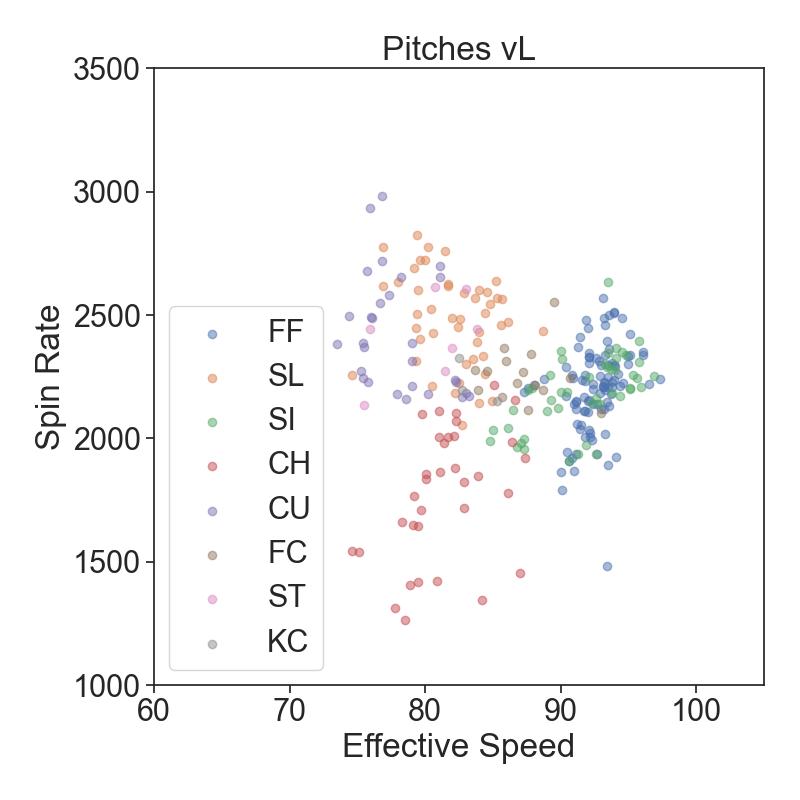 Pitches vL
3500
3000
2500
2000
1500
1000
Spin Rate
FF
SL
SI
CH
CU
FC
ST
KC
60 70 80 90 100
Effective Speed